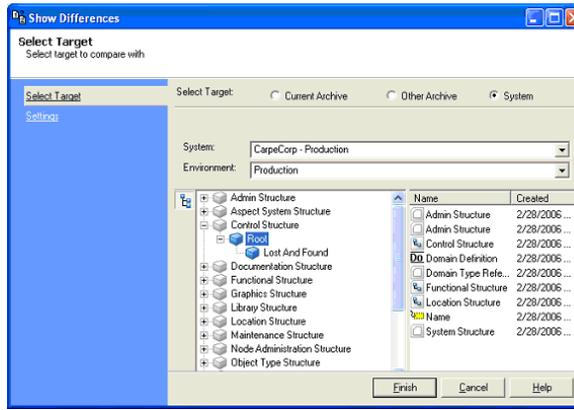 Show Differences
Select Target
Select target to compare with
Select Target
Settings
Select Target:
Current Archive
Other Archive
System
System:
CarpeCorp - Production
Environment:
Production
Admin Structure
Aspect System Structure
Control Structure
Root
Lost And Found
Documentation Structure
Functional Structure
Graphics Structure
Library Structure
Location Structure
Maintenance Structure
Node Administration Structure
Object Type Structure
Name Created
Admin Structure 2/28/2006 ...
Admin Structure 2/28/2006 ...
Control Structure 2/28/2006 ...
Domain Definition 2/28/2006 ...
Domain Type Refe... 2/28/2006 ...
Functional Structure 2/28/2006 ...
Location Structure 2/28/2006 ...
Name 2/28/2006 ...
System Structure 2/28/2006 ...
Finish
Cancel
Help